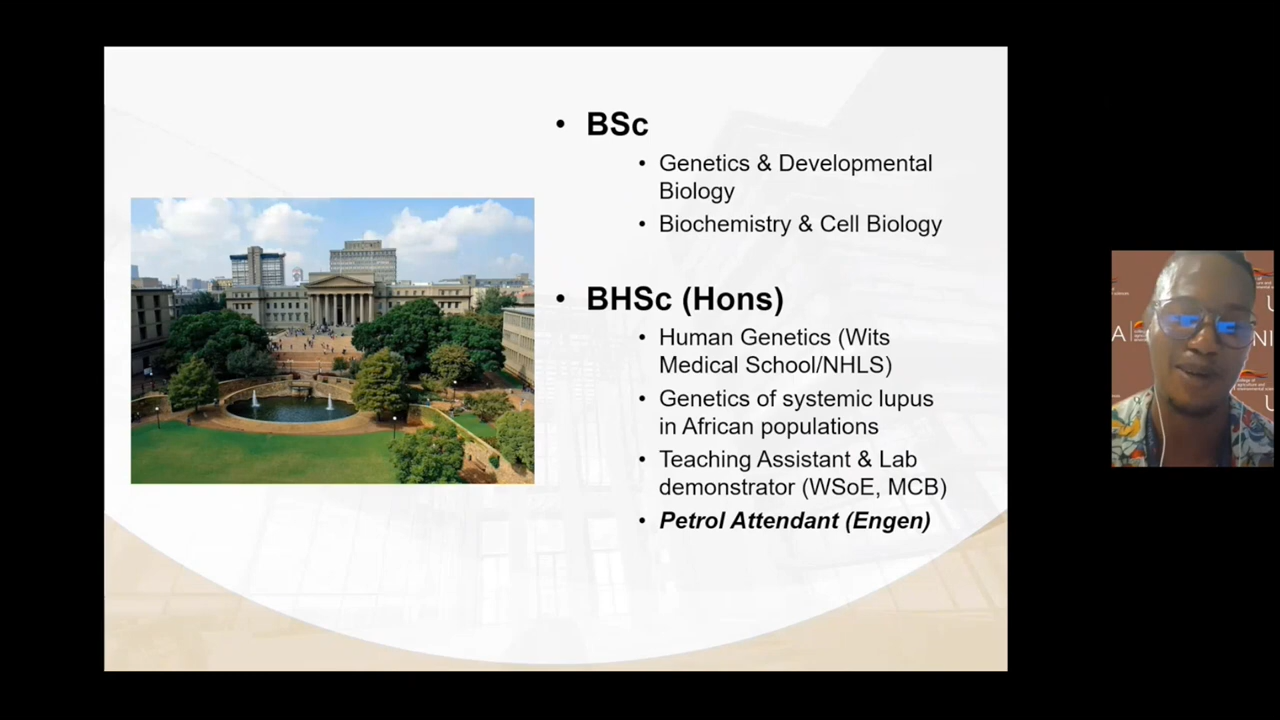 • BSc
• Genetics & Developmental
Biology
• Biochemistry & Cell Biology
• BHSc (Hons)
• Human Genetics (Wits
Medical School/NHLS)
• Genetics of systemic lupus
in African populations
• Teaching Assistant & Lab
demonstrator (WSoE, MCB)
• Petrol Attendant (Engen)